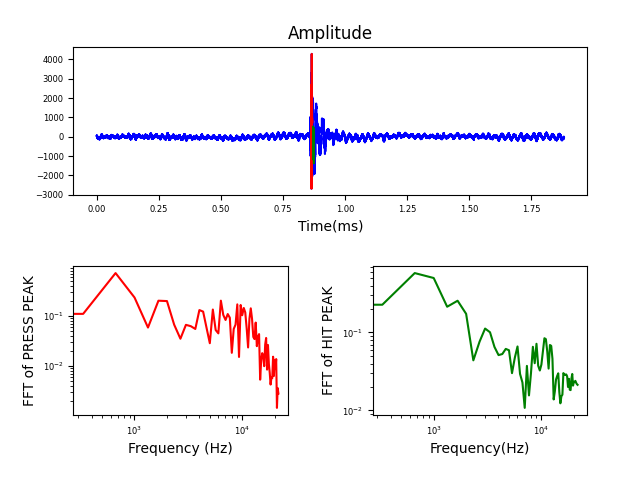 Amplitude
4000
3000
2000
1000
0
−1000
−2000
−3000
0.00 0.25 0.50 0.75 1.00 1.25 1.50 1.75
Time(ms)
FFT of PRESS PEAK
10⁻¹
10⁻²
10³ 10⁴
Frequency (Hz)
FFT of HIT PEAK
10⁻¹
10⁻²
10³ 10⁴
Frequency(Hz)